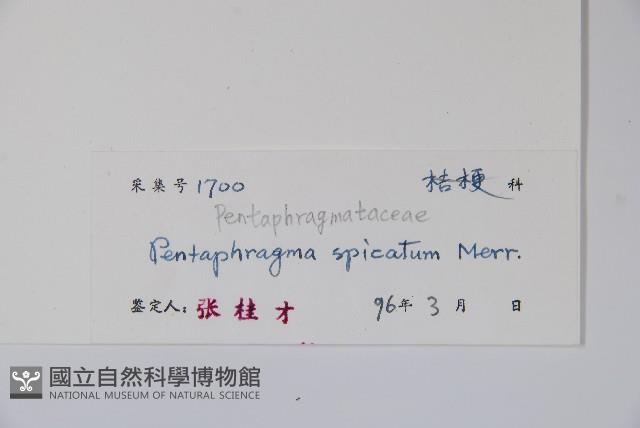 采集号 1700 桔梗 科
Pentaphragmataceae
Pentaphragma spicatum Merr.
鉴定人: 张桂才 96年 3月 日
國立自然科學博物館
NATIONAL MUSEUM OF NATURAL SCIENCE